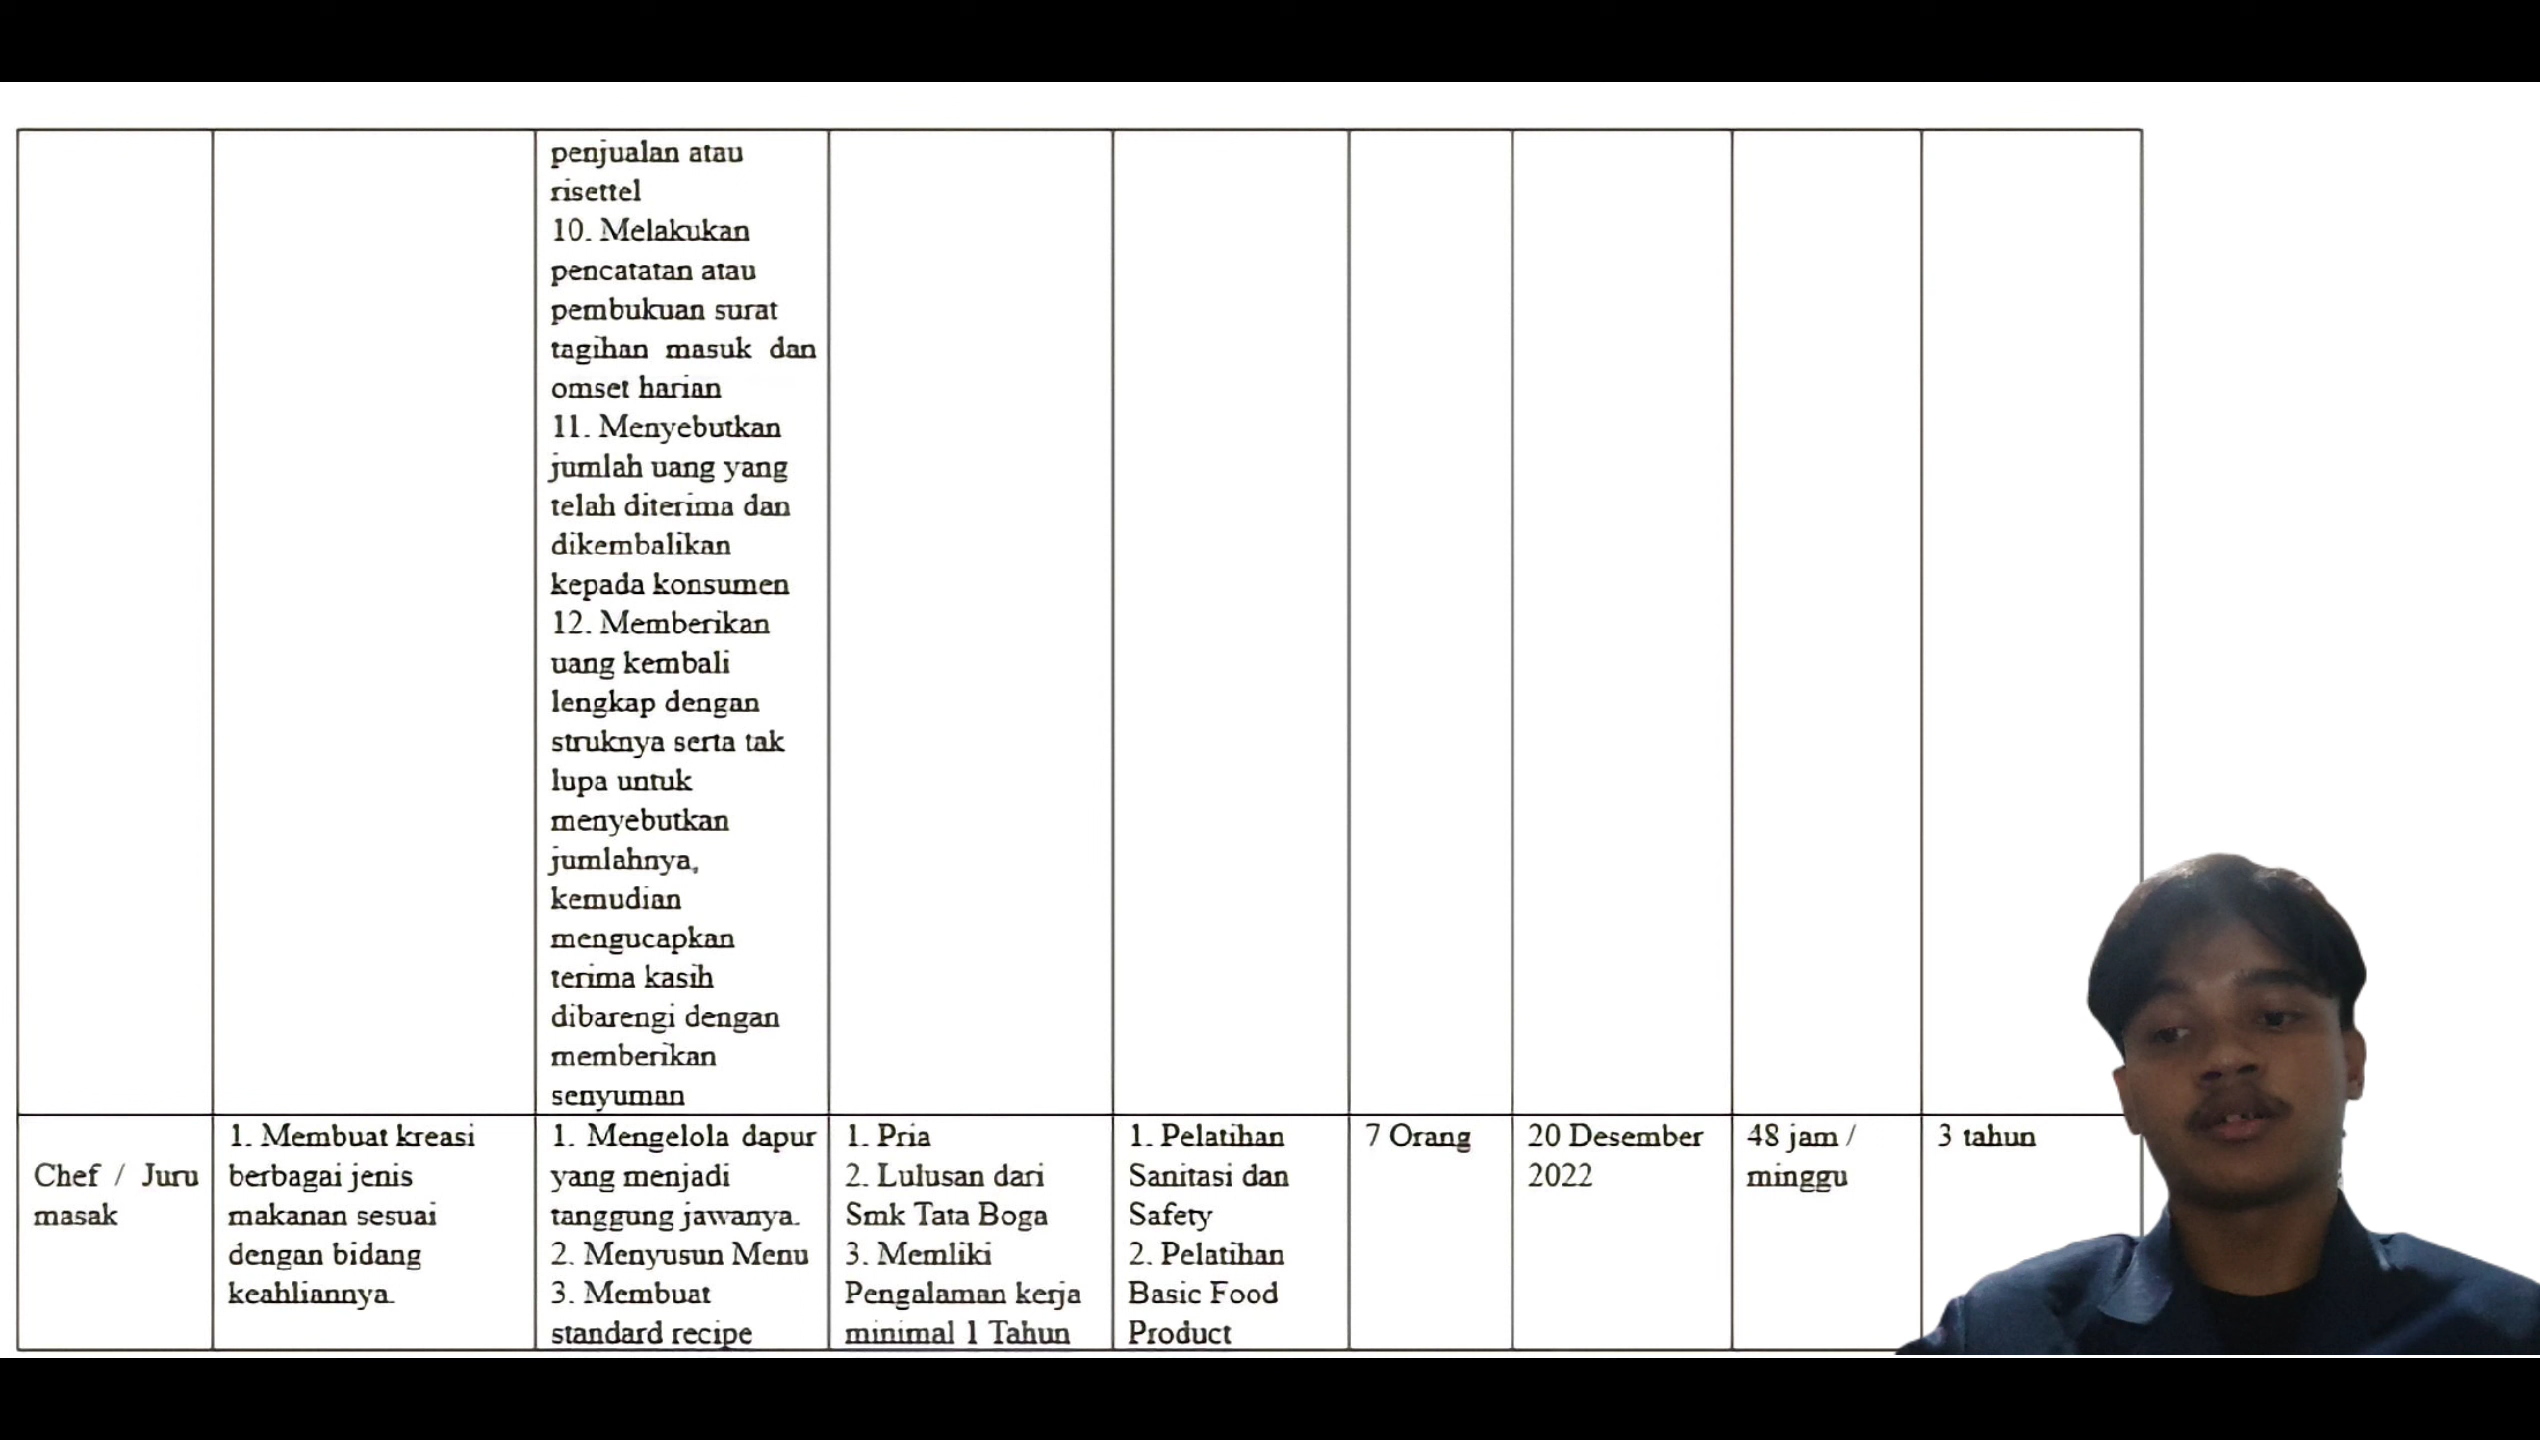 penjualan atau
risettel
10. Melakukan
pencatatan atau
pembukuan surat
tagihan masuk dan
omset harian
11. Menyebutkan
jumlah uang yang
telah diterima dan
dikembalikan
kepada konsumen
12. Memberikan
uang kembali
lengkap dengan
struknya serta tak
lupa untuk
menyebutkan
jumlahnya,
kemudian
mengucapkan
terima kasih
dibarengi dengan
memberikan
senyuman
Chef / Juru
masak
1. Membuat kreasi
berbagai jenis
makanan sesuai
dengan bidang
keahliannya.
1. Mengelola dapur
yang menjadi
tanggung jawanya.
2. Menyusun Menu
3. Membuat
standard recipe
1. Pria
2. Lulusan dari
Smk Tata Boga
3. Memliki
Pengalaman kerja
minimal 1 Tahun
1. Pelatihan
Sanitasi dan
Safety
2. Pelatihan
Basic Food
Product
7 Orang
20 Desember
2022
48 jam /
minggu
3 tahun